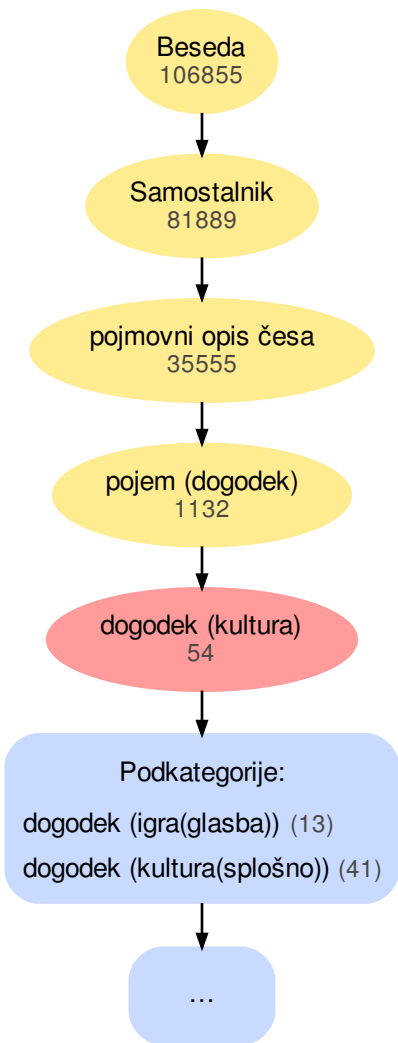 Beseda
106855
Samostalnik
81889
pojmovni opis česa
35555
pojem (dogodek)
1132
dogodek (kultura)
54
Podkategorije:
dogodek (igra(glasba)) (13)
dogodek (kultura(splošno)) (41)
...